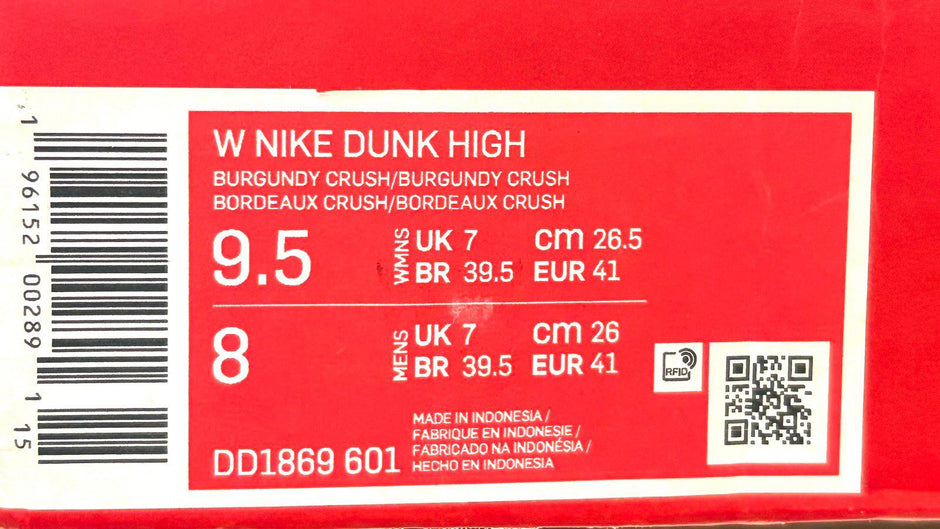 W NIKE DUNK HIGH
BURGUNDY CRUSH/BURGUNDY CRUSH
BORDEAUX CRUSH/BORDEAUX CRUSH
9.5 WMNS UK 7 cm 26.5
BR 39.5 EUR 41
8 MENS UK 7 cm 26
BR 39.5 EUR 41
RFID
MADE IN INDONESIA /
FABRIQUE EN INDONESIE /
FABRICADO NA INDONÉSIA /
HECHO EN INDONESIA
DD1869 601
1 96152 00289 1 15